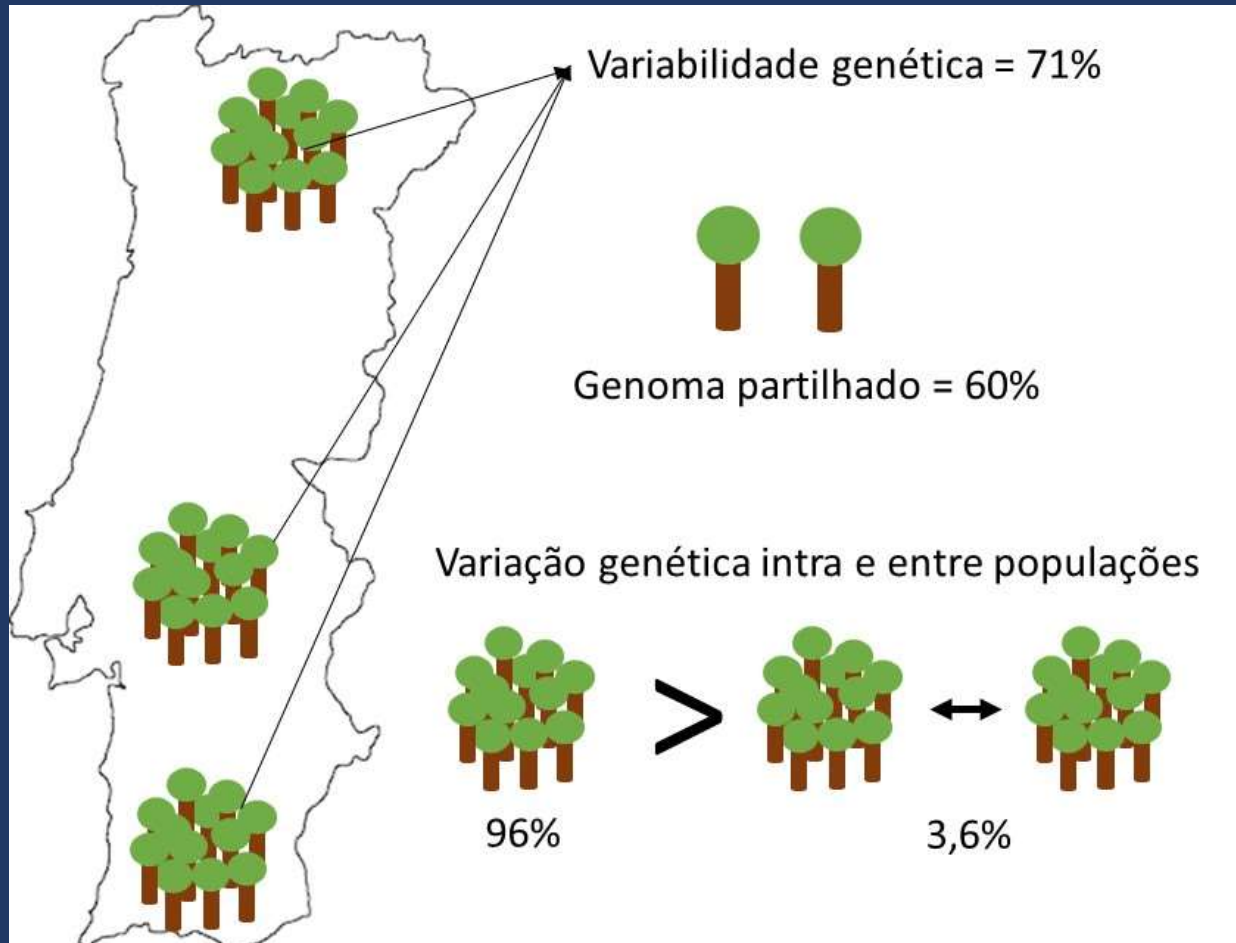 Variabilidade genética = 71%
Genoma partilhado = 60%
Variação genética intra e entre populações
>
96%
3,6%